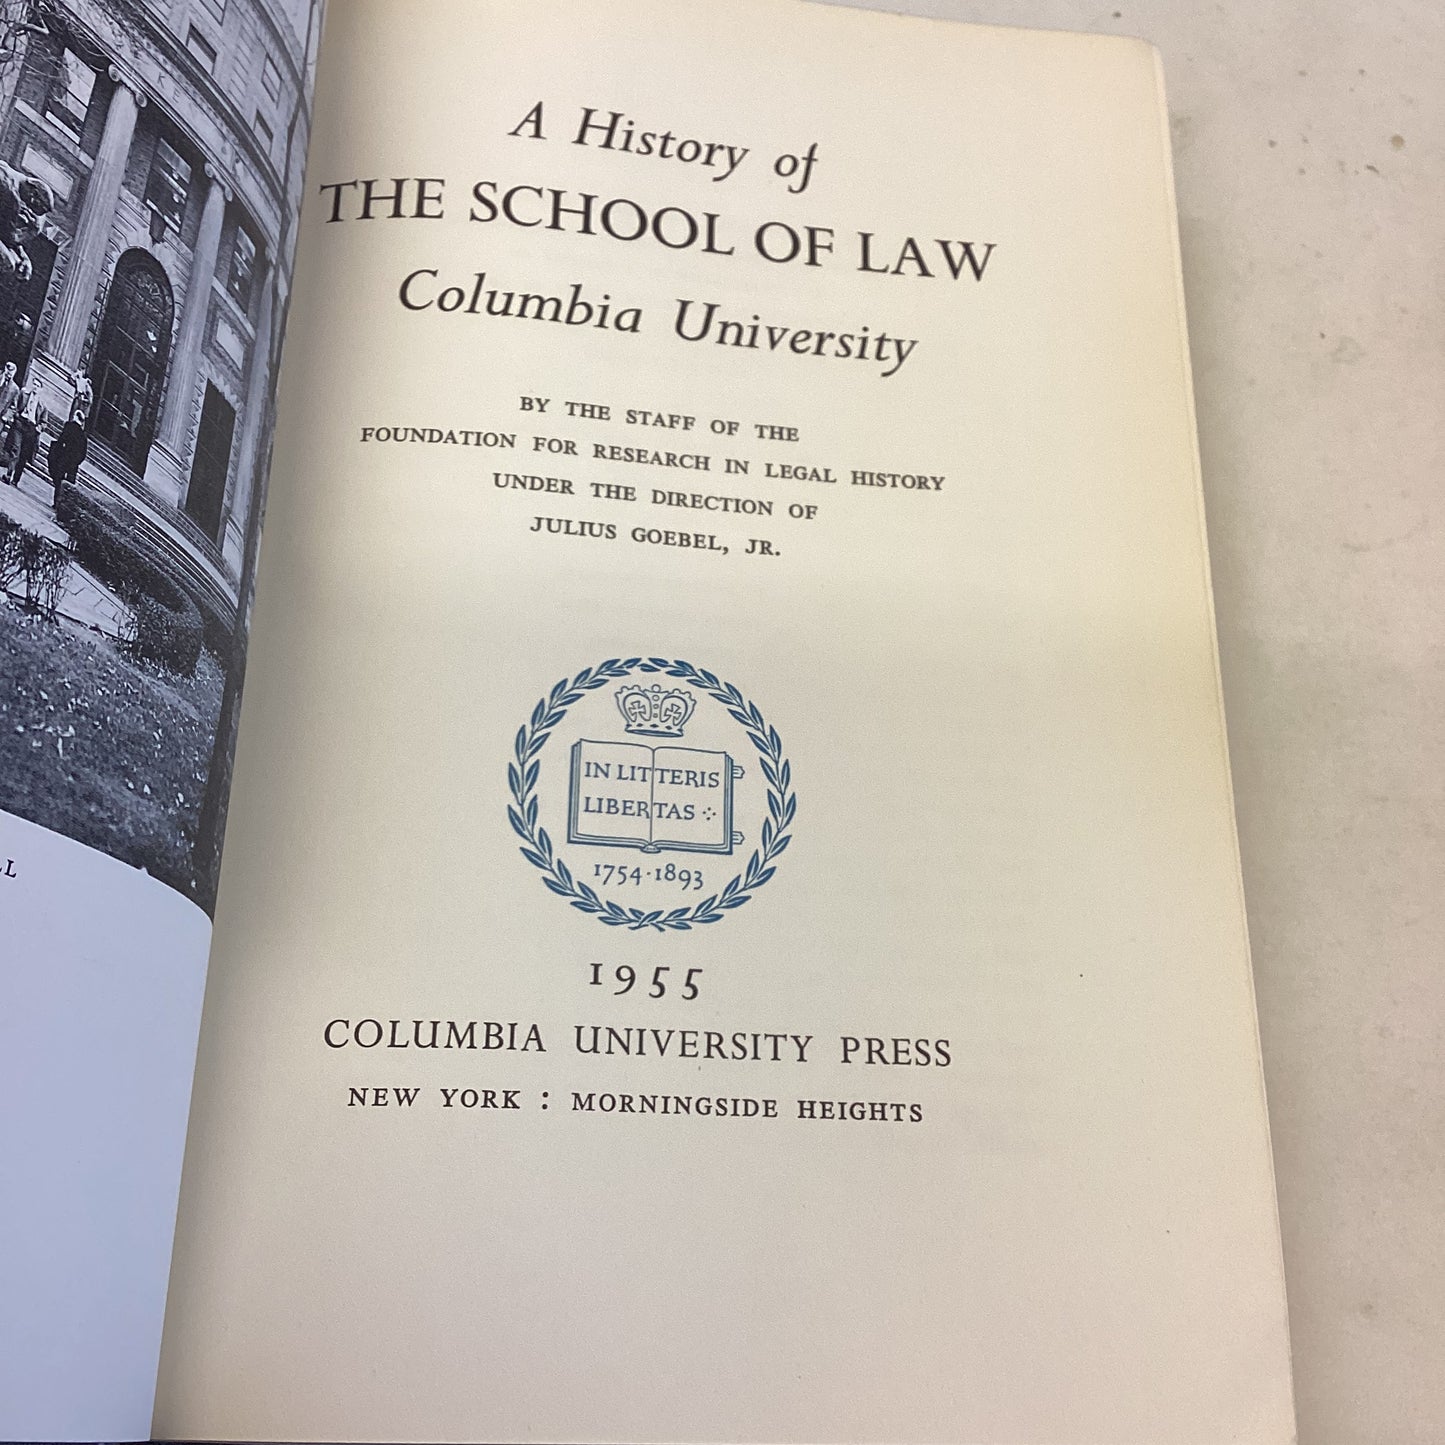 A History of
THE SCHOOL OF LAW
Columbia University
BY THE STAFF OF THE
FOUNDATION FOR RESEARCH IN LEGAL HISTORY
UNDER THE DIRECTION OF
JULIUS GOEBEL, JR.
IN LITTERIS
LIBERTAS
1754·1893
1955
COLUMBIA UNIVERSITY PRESS
NEW YORK : MORNINGSIDE HEIGHTS